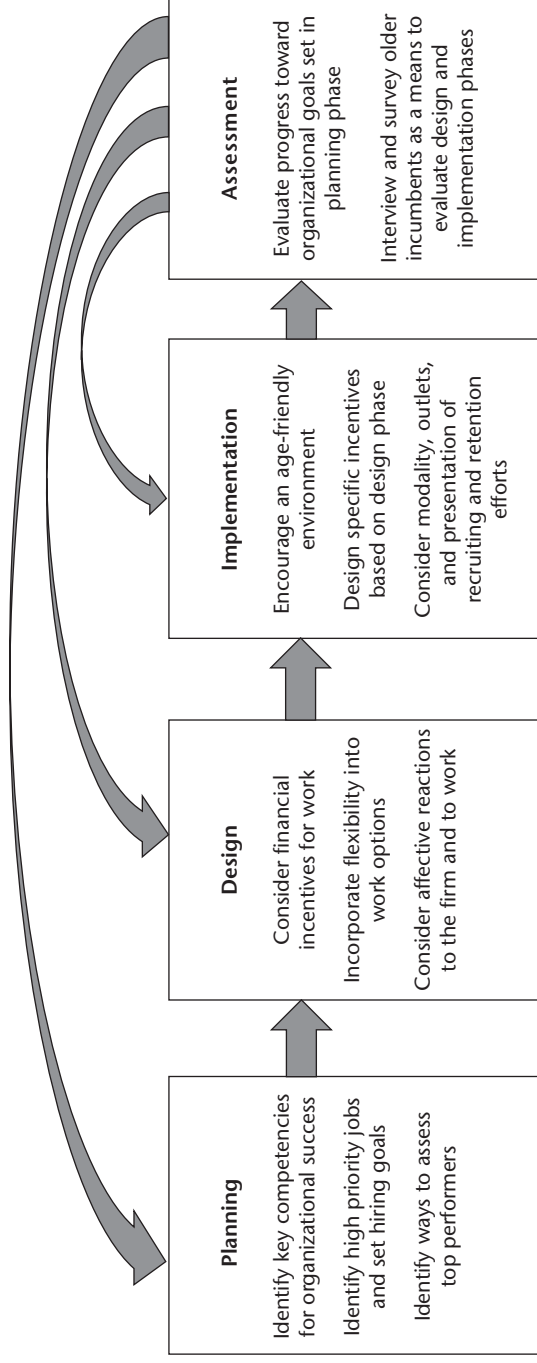 Planning
Identify key competencies
for organizational success
Identify high priority jobs
and set hiring goals
Identify ways to assess
top performers
Design
Consider financial
incentives for work
Incorporate flexibility into
work options
Consider affective reactions
to the firm and to work
Implementation
Encourage an age-friendly
environment
Design specific incentives
based on design phase
Consider modality, outlets,
and presentation of
recruiting and retention
efforts
Assessment
Evaluate progress toward
organizational goals set in
planning phase
Interview and survey older
incumbents as a means to
evaluate design and
implementation phases